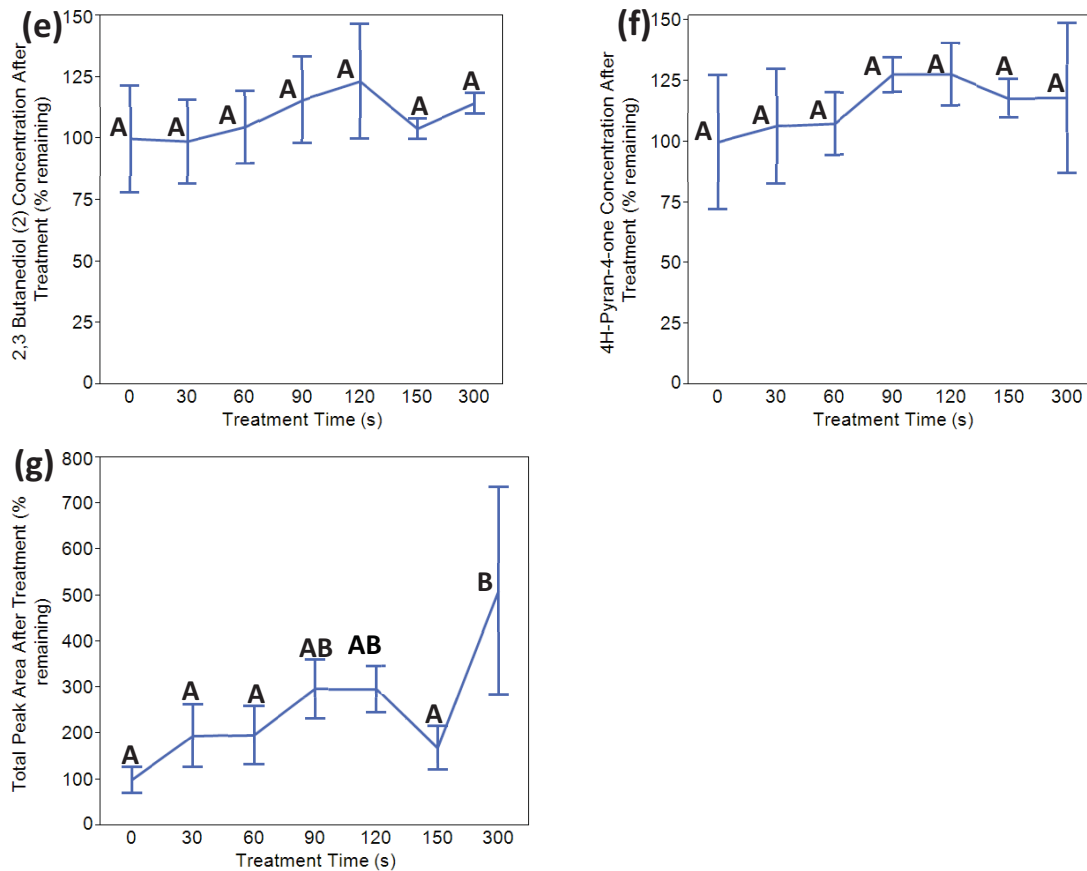 (e)
2,3 Butanediol (2) Concentration After
Treatment (% remaining)
150
125
100
75
50
25
0
A
A
A
A
A
A
A
0 30 60 90 120 150 300
Treatment Time (s)
(f)
4H-Pyran-4-one Concentration After
Treatment (% remaining)
150
125
100
75
50
25
0
A
A
A
A
A
A
A
0 30 60 90 120 150 300
Treatment Time (s)
(g)
Total Peak Area After Treatment (%
remaining)
800
700
600
500
400
300
200
100
0
A
A
A
AB
AB
A
B
0 30 60 90 120 150 300
Treatment Time (s)